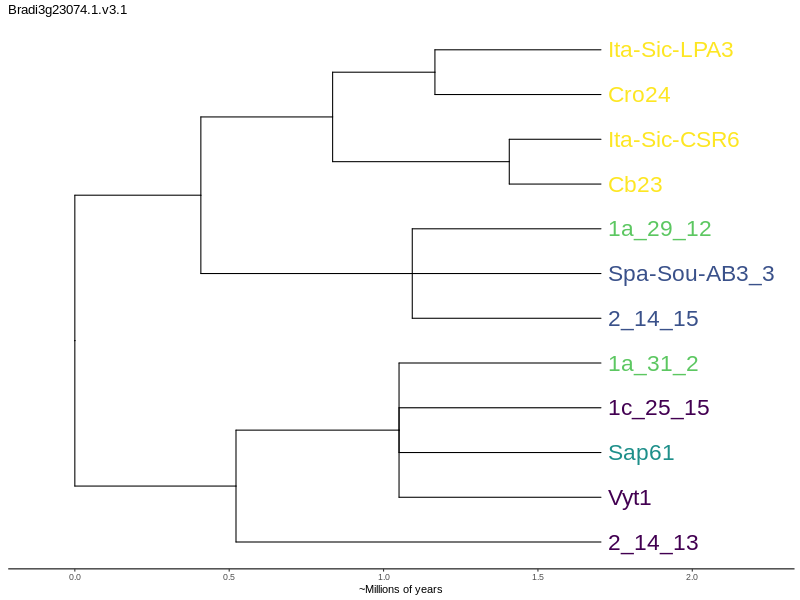 Bradi3g23074.1.v3.1
Ita-Sic-LPA3
Cro24
Ita-Sic-CSR6
Cb23
1a_29_12
Spa-Sou-AB3_3
2_14_15
1a_31_2
1c_25_15
Sap61
Vyt1
2_14_13
0.0 0.5 1.0 1.5 2.0
~Millions of years